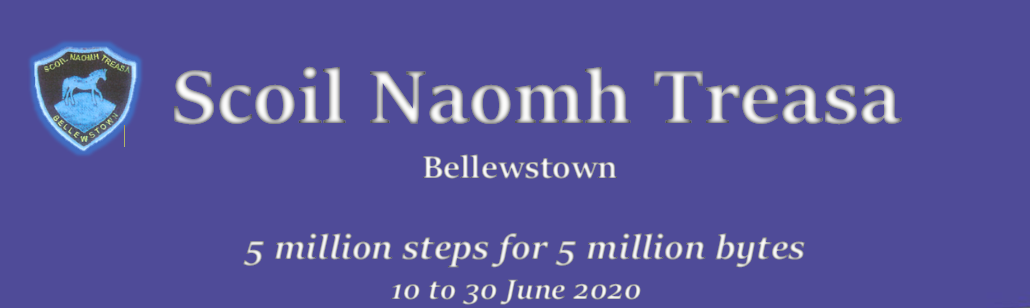 SCOIL NAOMH TREASA
BELLEWSTOWN
Scoil Naomh Treasa
Bellewstown
5 million steps for 5 million bytes
10 to 30 June 2020